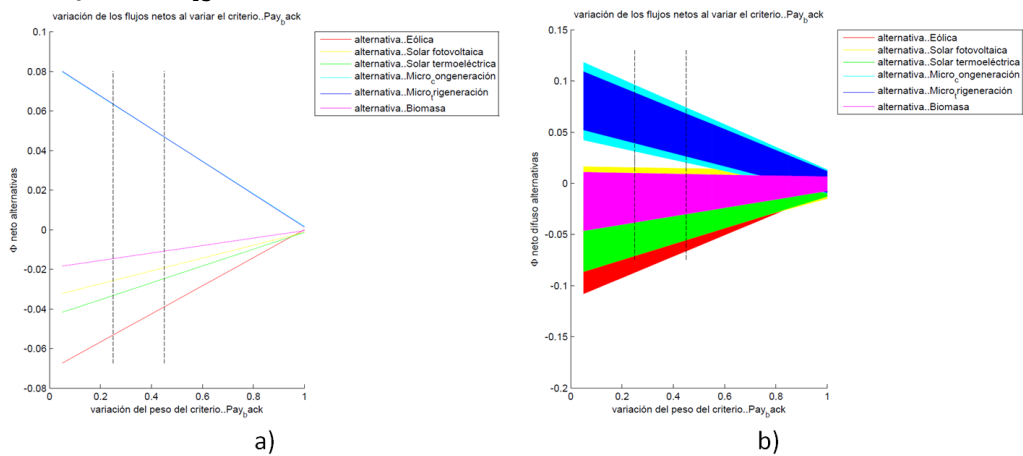 variación de los flujos netos al variar el criterio..Pay_back
0.1
0.08
0.06
0.04
0.02
0
-0.02
-0.04
-0.06
-0.08
Φ neto alternativas
0
0.2
0.4
0.6
0.8
1
variación del peso del criterio..Pay_back
alternativa..Eólica
alternativa..Solar fotovoltaica
alternativa..Solar termoeléctrica
alternativa..Micro_congeneración
alternativa..Micro_trigeneración
alternativa..Biomasa
a)
variación de los flujos netos al variar el criterio..Pay_back
0.15
0.1
0.05
0
-0.05
-0.1
-0.15
-0.2
Φ neto difuso alternativas
0
0.2
0.4
0.6
0.8
1
variación del peso del criterio..Pay_back
alternativa..Eólica
alternativa..Solar fotovoltaica
alternativa..Solar termoeléctrica
alternativa..Micro_congeneración
alternativa..Micro_trigeneración
alternativa..Biomasa
b)